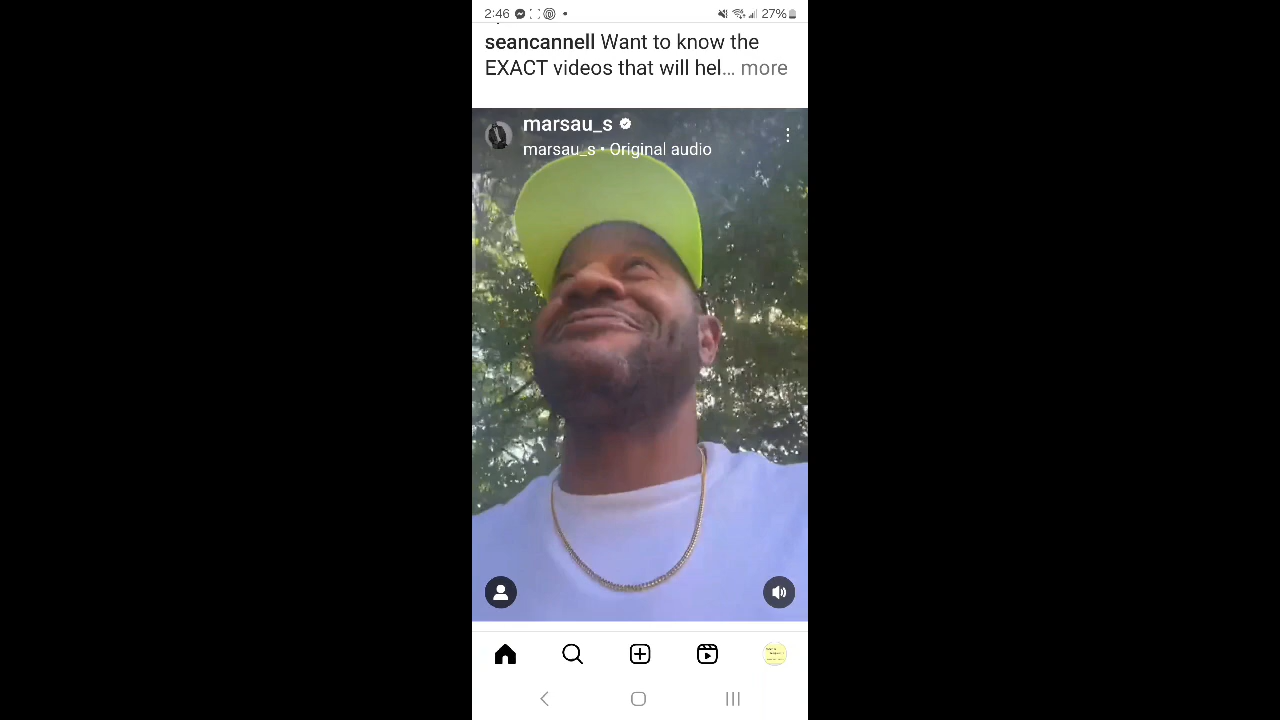 2:46
27%
seancannell Want to know the
EXACT videos that will hel... more
marsau_s
marsau_s • Original audio